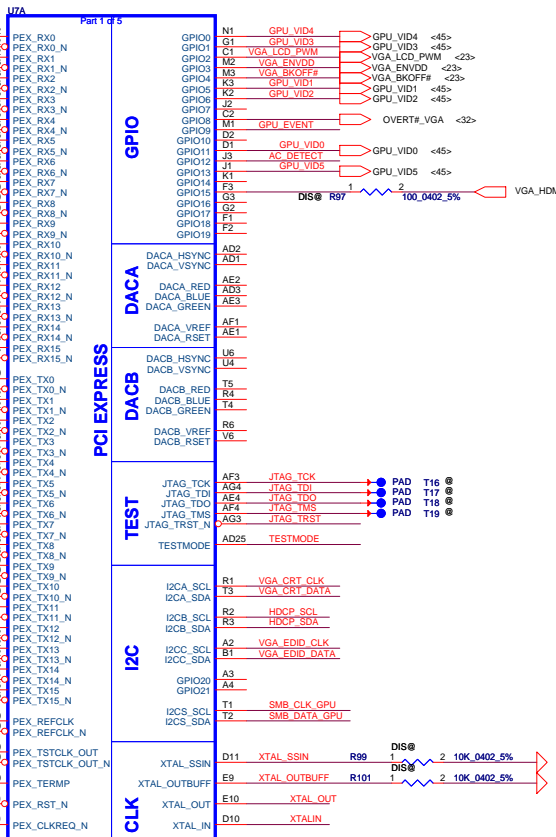 U7A
Part 1 of 5
PEX_RX0
PEX_RX0_N
PEX_RX1
PEX_RX1_N
PEX_RX2
PEX_RX2_N
PEX_RX3
PEX_RX3_N
PEX_RX4
PEX_RX4_N
PEX_RX5
PEX_RX5_N
PEX_RX6
PEX_RX6_N
PEX_RX7
PEX_RX7_N
PEX_RX8
PEX_RX8_N
PEX_RX9
PEX_RX9_N
PEX_RX10
PEX_RX10_N
PEX_RX11
PEX_RX11_N
PEX_RX12
PEX_RX12_N
PEX_RX13
PEX_RX13_N
PEX_RX14
PEX_RX14_N
PEX_RX15
PEX_RX15_N
PEX_TX0
PEX_TX0_N
PEX_TX1
PEX_TX1_N
PEX_TX2
PEX_TX2_N
PEX_TX3
PEX_TX3_N
PEX_TX4
PEX_TX4_N
PEX_TX5
PEX_TX5_N
PEX_TX6
PEX_TX6_N
PEX_TX7
PEX_TX7_N
PEX_TX8
PEX_TX8_N
PEX_TX9
PEX_TX9_N
PEX_TX10
PEX_TX10_N
PEX_TX11
PEX_TX11_N
PEX_TX12
PEX_TX12_N
PEX_TX13
PEX_TX13_N
PEX_TX14
PEX_TX14_N
PEX_TX15
PEX_TX15_N
PEX_REFCLK
PEX_REFCLK_N
PEX_TSTCLK_OUT
PEX_TSTCLK_OUT_N
PEX_TERMP
PEX_RST_N
PEX_CLKREQ_N
PCI EXPRESS
GPIO
GPIO0 N1 GPU_VID4 GPU_VID4 <45>
GPIO1 G1 GPU_VID3 GPU_VID3 <45>
GPIO2 C1 VGA_LCD_PWM VGA_LCD_PWM <23>
GPIO3 M2 VGA_ENVDD VGA_ENVDD <23>
GPIO4 M3 VGA_BKOFF# VGA_BKOFF# <23>
GPIO5 K3 GPU_VID1 GPU_VID1 <45>
GPIO6 K2 GPU_VID2 GPU_VID2 <45>
GPIO7 J2
GPIO8 C2 OVERT#_VGA <32>
GPIO9 M1 GPU_EVENT
GPIO10 D2
GPIO11 D1 GPU_VID0 GPU_VID0 <45>
GPIO12 J3 AC_DETECT
GPIO13 J1 GPU_VID5 GPU_VID5 <45>
GPIO14 K1
GPIO15 F3 DIS@ R97 1 2 100_0402_5% VGA_HDM
GPIO16 G3
GPIO17 G2
GPIO18 F1
GPIO19 F2
DACA
DACA_HSYNC AD2
DACA_VSYNC AD1
DACA_RED AE2
DACA_BLUE AD3
DACA_GREEN AE3
DACA_VREF AF1
DACA_RSET AE1
DACB
DACB_HSYNC U6
DACB_VSYNC U4
DACB_RED T5
DACB_BLUE R4
DACB_GREEN T4
DACB_VREF R6
DACB_RSET V6
TEST
JTAG_TCK AF3 JTAG_TCK PAD T16 @
JTAG_TDI AG4 JTAG_TDI PAD T17 @
JTAG_TDO AE4 JTAG_TDO PAD T18 @
JTAG_TMS AF4 JTAG_TMS PAD T19 @
JTAG_TRST_N AG3 JTAG_TRST
TESTMODE AD25 TESTMODE
I2C
I2CA_SCL R1 VGA_CRT_CLK
I2CA_SDA T3 VGA_CRT_DATA
I2CB_SCL R2 HDCP_SCL
I2CB_SDA R3 HDCP_SDA
I2CC_SCL A2 VGA_EDID_CLK
I2CC_SDA B1 VGA_EDID_DATA
GPIO20 A3
GPIO21 A4
I2CS_SCL T1 SMB_CLK_GPU
I2CS_SDA T2 SMB_DATA_GPU
CLK
DIS@
XTAL_SSIN D11 XTAL_SSIN R99 1 2 10K_0402_5%
DIS@
XTAL_OUTBUFF E9 XTAL_OUTBUFF R101 1 2 10K_0402_5%
XTAL_OUT E10 XTAL_OUT
XTAL_IN D10 XTALIN